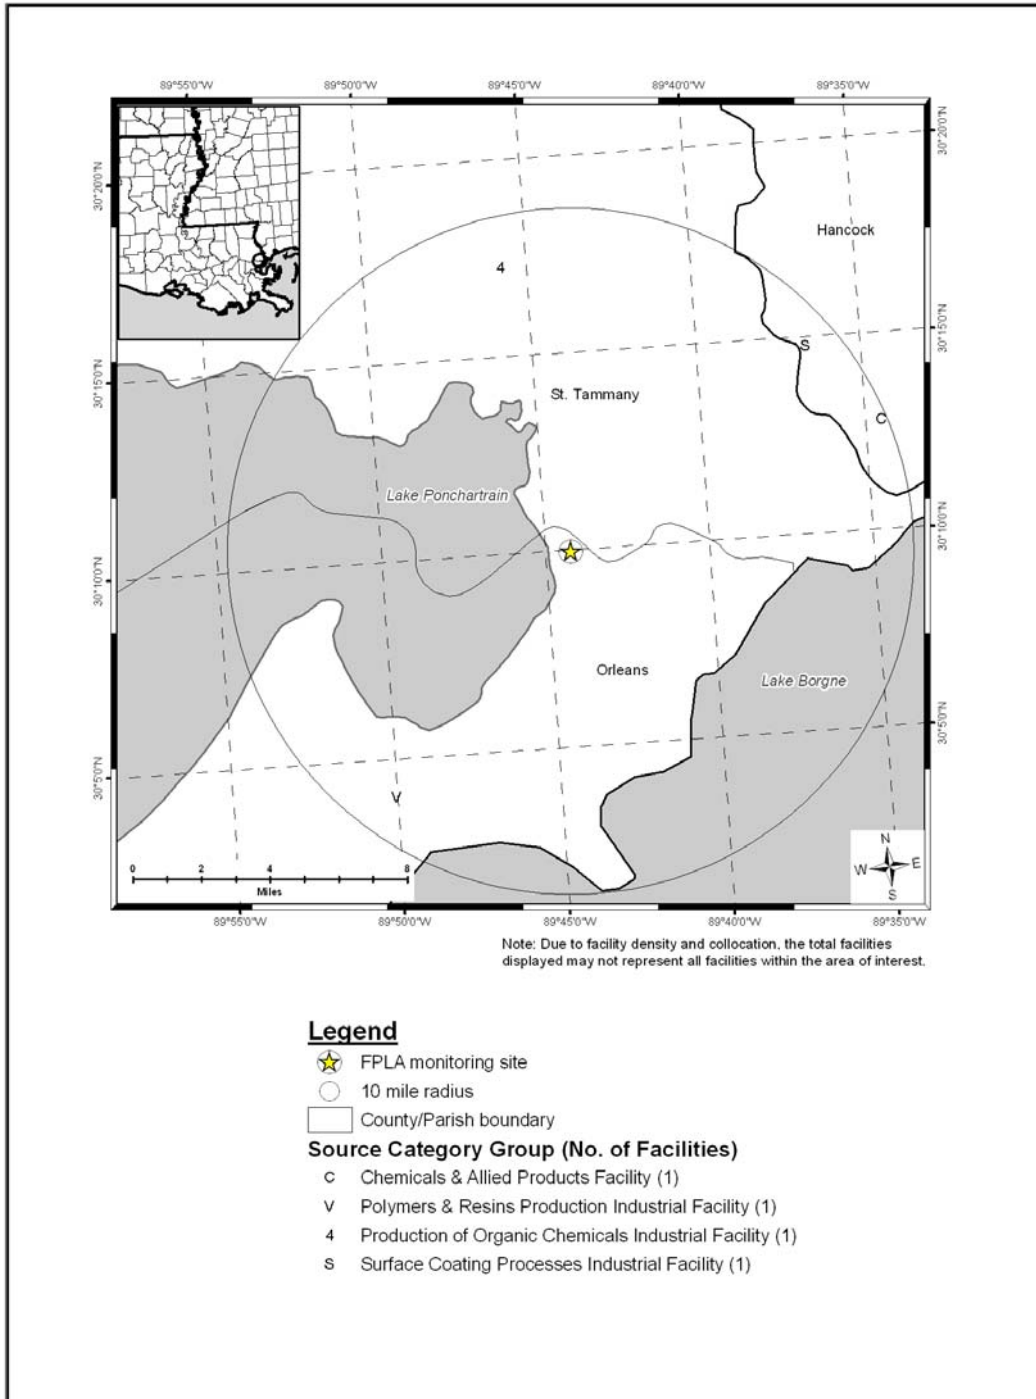 89°55'0"W 89°50'0"W 89°45'0"W 89°40'0"W 89°35'0"W
30°20'0"N
30°20'0"N
Hancock
4
30°15'0"N
S
30°15'0"N
St. Tammany
C
Lake Ponchartrain
30°10'0"N
30°10'0"N
Orleans
Lake Borgne
30°5'0"N
30°5'0"N
V
N
W E
S
0 2 4 8
Miles
89°55'0"W 89°50'0"W 89°45'0"W 89°40'0"W 89°35'0"W
Note: Due to facility density and collocation, the total facilities
displayed may not represent all facilities within the area of interest.
Legend
FPLA monitoring site
10 mile radius
County/Parish boundary
Source Category Group (No. of Facilities)
C Chemicals & Allied Products Facility (1)
V Polymers & Resins Production Industrial Facility (1)
4 Production of Organic Chemicals Industrial Facility (1)
S Surface Coating Processes Industrial Facility (1)